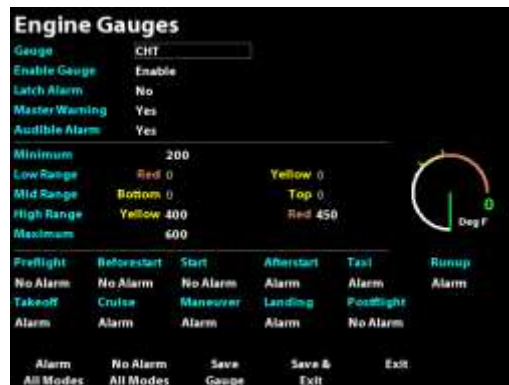 Engine Gauges
Gauge CHT
Enable Gauge Enable
Latch Alarm No
Master Warning Yes
Audible Alarm Yes
Minimum 200
Low Range Red 0 Yellow 0
Mid Range Bottom 0 Top 0
High Range Yellow 400 Red 450
Maximum 600
0
Deg F
Preflight Beforestart Start Afterstart Taxi Runup
No Alarm No Alarm No Alarm Alarm Alarm Alarm
Takeoff Cruise Maneuver Landing Postflight
Alarm Alarm Alarm Alarm No Alarm
Alarm No Alarm Save Save & Exit
All Modes All Modes Gauge Exit